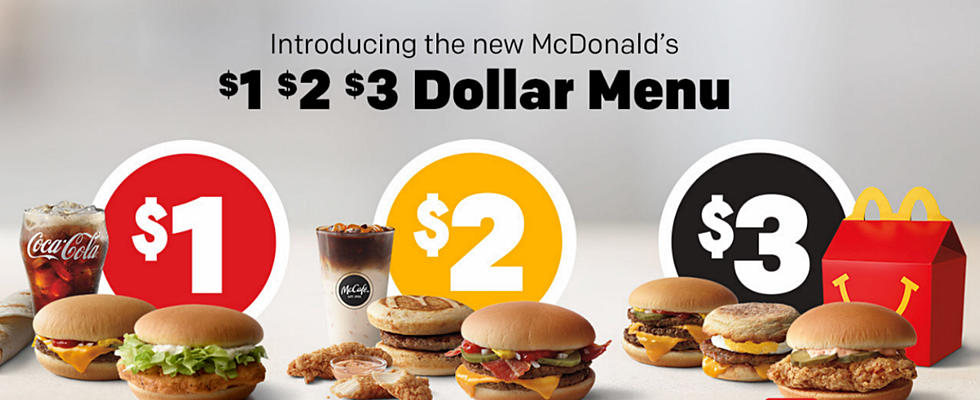 Introducing the new McDonald's
$1 $2 $3 Dollar Menu
$1
$2
$3
Coca-Cola
McCafé